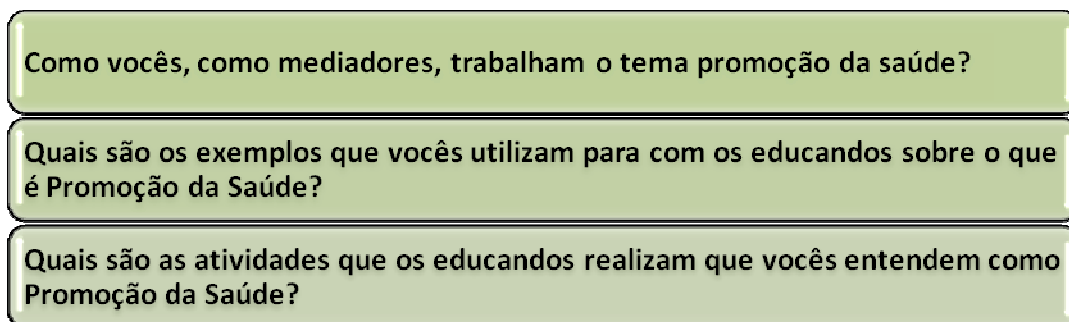 Como vocês, como mediadores, trabalham o tema promoção da saúde?
Quais são os exemplos que vocês utilizam para com os educandos sobre o que
é Promoção da Saúde?
Quais são as atividades que os educandos realizam que vocês entendem como
Promoção da Saúde?